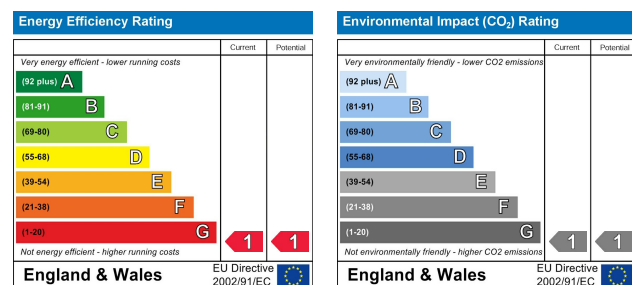 Energy Efficiency Rating
Current Potential
Very energy efficient - lower running costs
(92 plus) A
(81-91) B
(69-80) C
(55-68) D
(39-54) E
(21-38) F
(1-20) G
1 1
Not energy efficient - higher running costs
England & Wales
EU Directive
2002/91/EC
Environmental Impact (CO₂) Rating
Current Potential
Very environmentally friendly - lower CO2 emissions
(92 plus) A
(81-91) B
(69-80) C
(55-68) D
(39-54) E
(21-38) F
(1-20) G
1 1
Not environmentally friendly - higher CO2 emissions
England & Wales
EU Directive
2002/91/EC